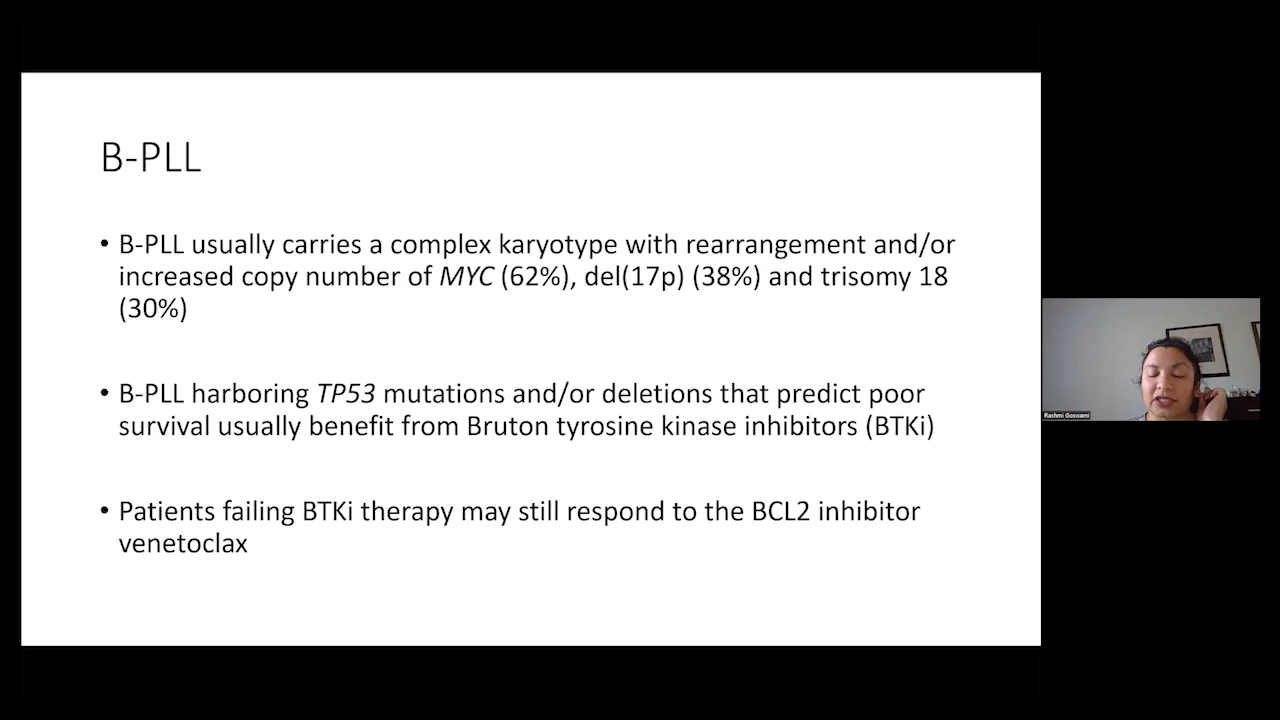 B-PLL
• B-PLL usually carries a complex karyotype with rearrangement and/or
increased copy number of MYC (62%), del(17p) (38%) and trisomy 18
(30%)
• B-PLL harboring TP53 mutations and/or deletions that predict poor
survival usually benefit from Bruton tyrosine kinase inhibitors (BTKi)
• Patients failing BTKi therapy may still respond to the BCL2 inhibitor
venetoclax
Rashmi Goswami